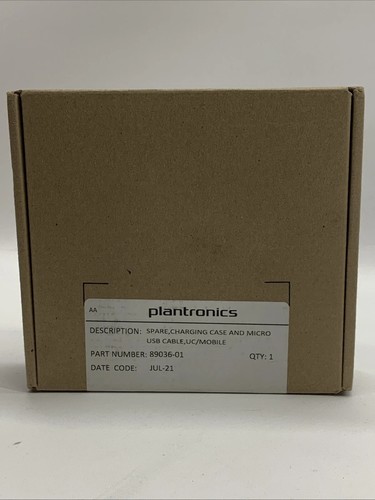 AA
plantronics
DESCRIPTION: SPARE,CHARGING CASE AND MICRO
USB CABLE,UC/MOBILE
PART NUMBER: 89036-01 QTY: 1
DATE CODE: JUL-21